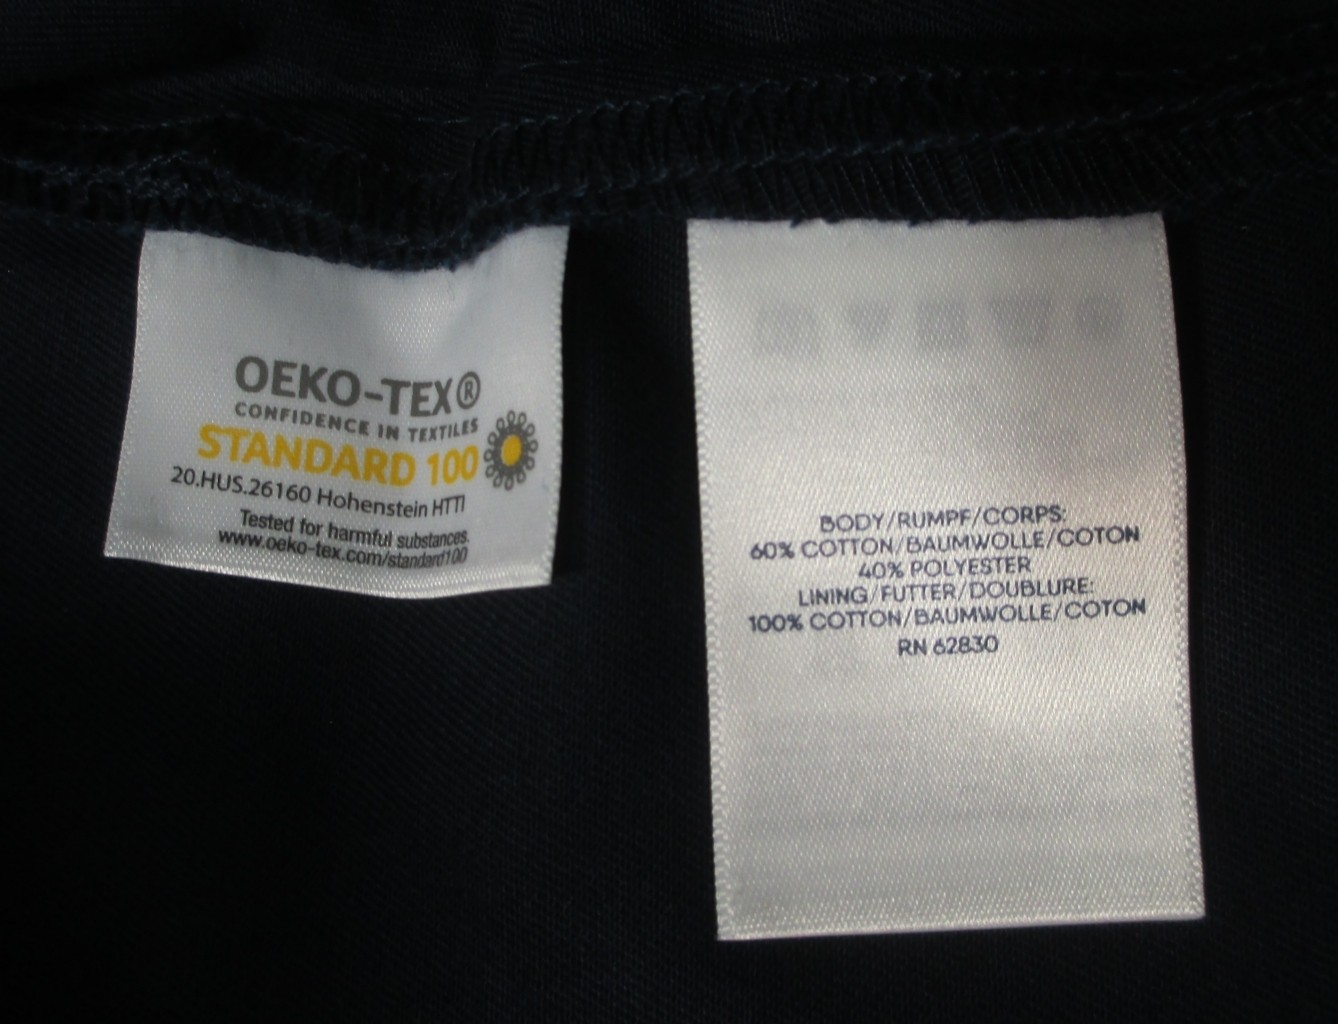 OEKO-TEX®
CONFIDENCE IN TEXTILES
STANDARD 100
20.HUS.26160 Hohenstein HTTI
Tested for harmful substances.
www.oeko-tex.com/standard100
BODY/RUMPF/CORPS:
60% COTTON/BAUMWOLLE/COTON
40% POLYESTER
LINING/FUTTER/DOUBLURE:
100% COTTON/BAUMWOLLE/COTON
RN 62830